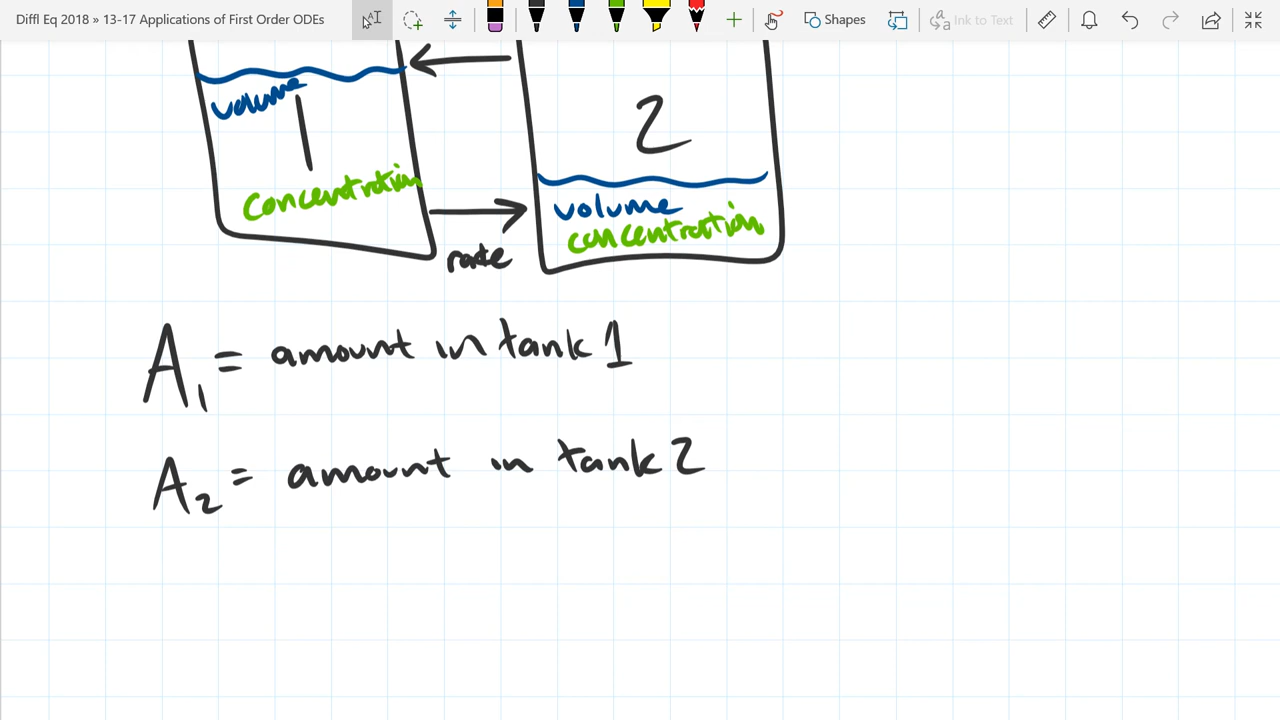 Diffl Eq 2018 » 13-17 Applications of First Order ODEs
Shapes
Ink to Text
volume
1
concentration
rate
2
volume
concentration
A₁ = amount in tank 1
A₂ = amount in tank 2